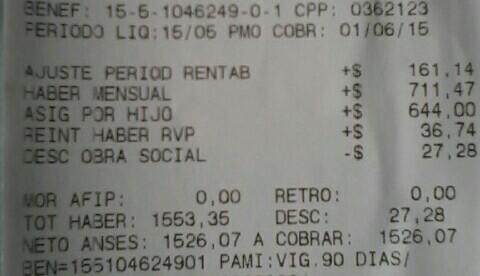 BENEF: 15-5-1046249-0-1 CPP: 0362123
PERIODO LIQ:15/05 PMO COBR: 01/06/15
AJUSTE PERIOD RENTAB +$ 161,14
HABER MENSUAL +$ 711,47
ASIG POR HIJO +$ 644,00
REINT HABER RVP +$ 36,74
DESC OBRA SOCIAL -$ 27,28
MOR AFIP: 0,00 RETRO: 0,00
TOT HABER: 1553,35 DESC: 27,28
NETO ANSES: 1526,07 A COBRAR: 1526,07
BEN=155104624901 PAMI:VIG.90 DIAS/